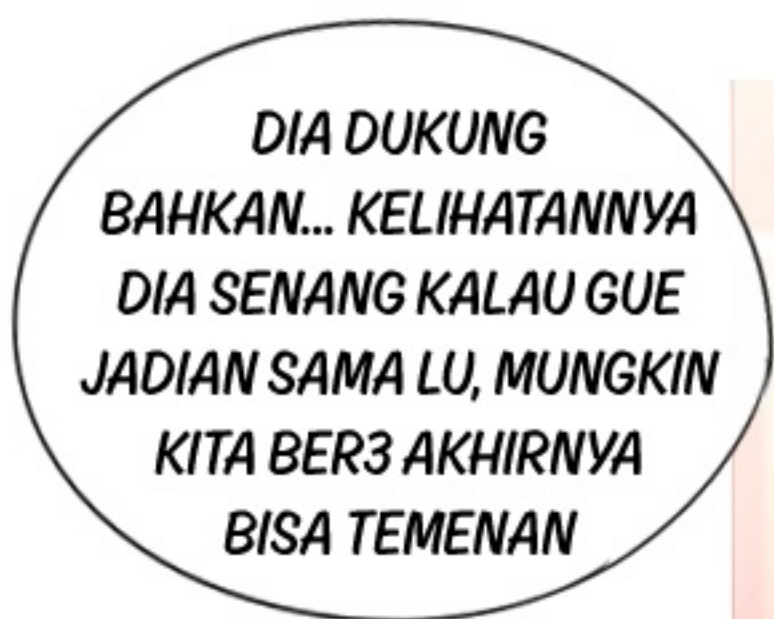 DIA DUKUNG
BAHKAN... KELIHATANNYA
DIA SENANG KALAU GUE
JADIAN SAMA LU, MUNGKIN
KITA BER3 AKHIRNYA
BISA TEMENAN